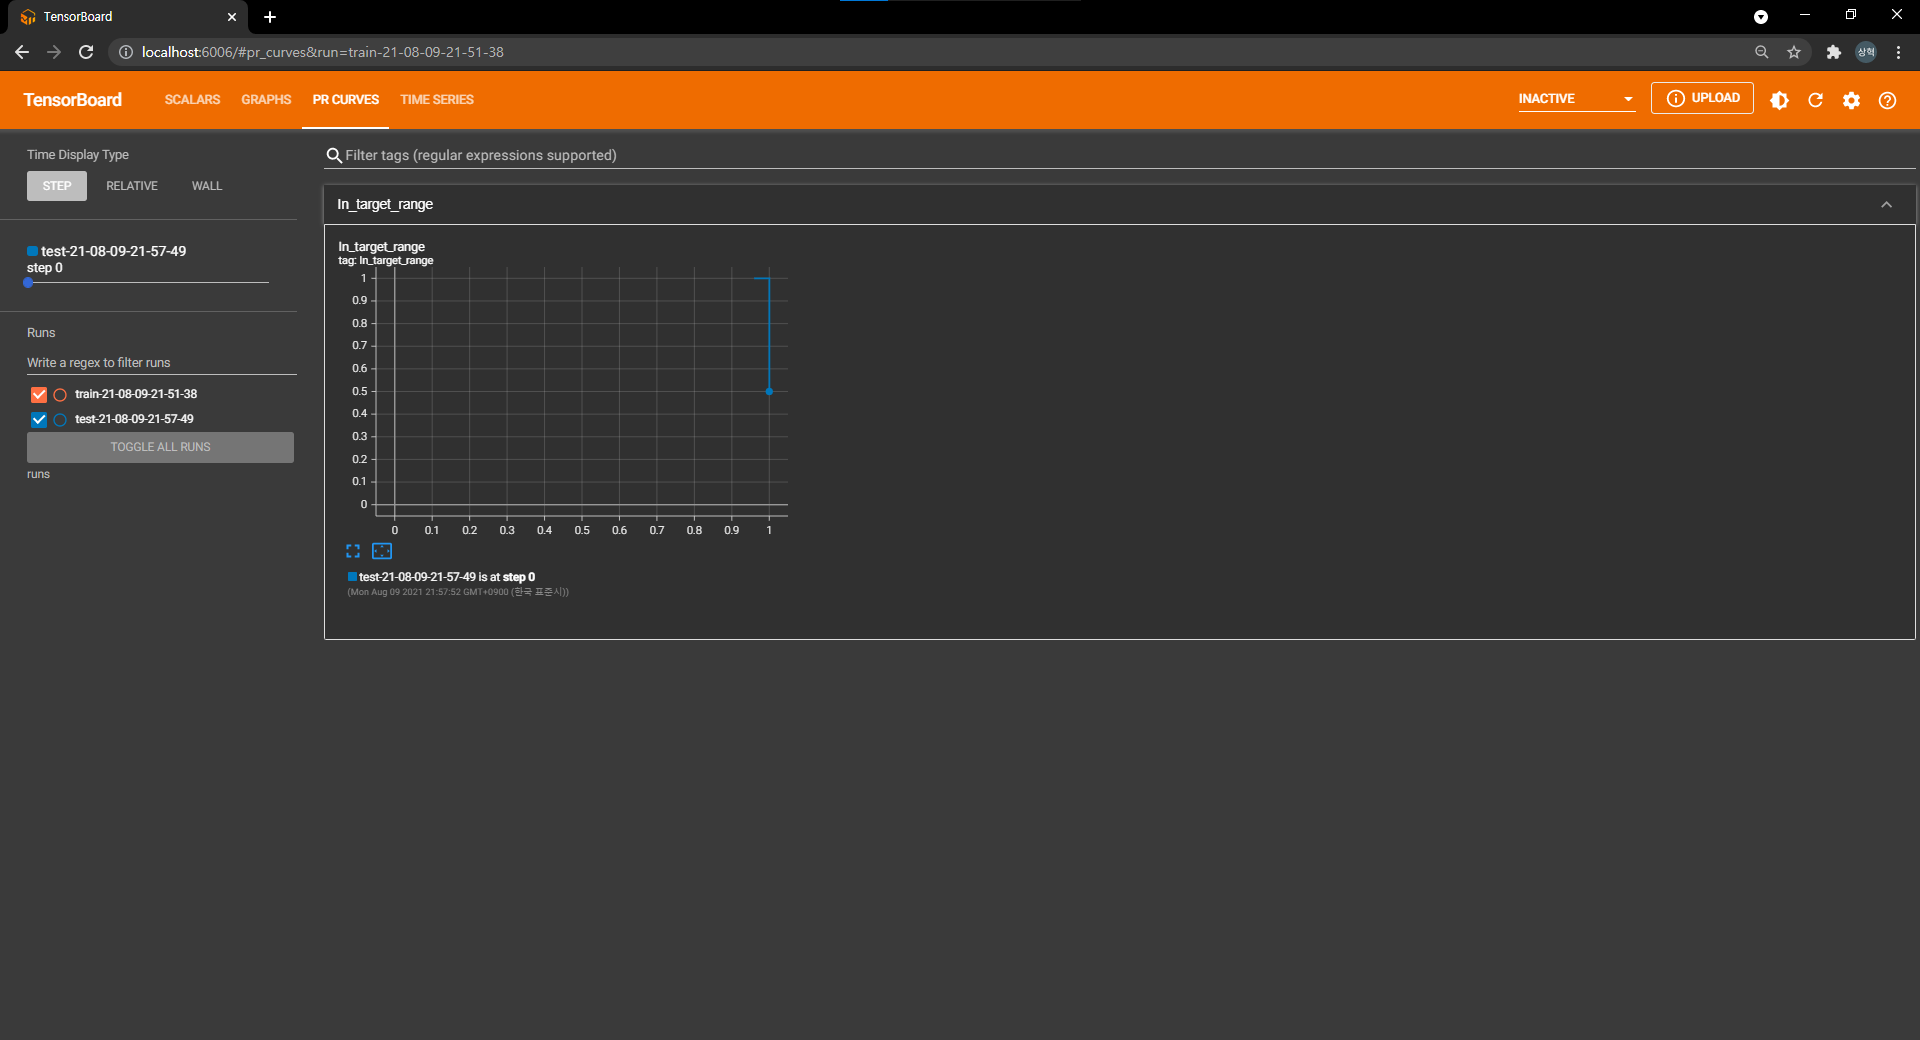 TensorBoard
localhost:6006/#pr_curves&run=train-21-08-09-21-51-38
상혁
TensorBoard SCALARS GRAPHS PR CURVES TIME SERIES INACTIVE UPLOAD
Time Display Type
STEP RELATIVE WALL
test-21-08-09-21-57-49
step 0
Runs
Write a regex to filter runs
train-21-08-09-21-51-38
test-21-08-09-21-57-49
TOGGLE ALL RUNS
runs
Filter tags (regular expressions supported)
In_target_range
In_target_range
tag: In_target_range
1
0.9
0.8
0.7
0.6
0.5
0.4
0.3
0.2
0.1
0
0 0.1 0.2 0.3 0.4 0.5 0.6 0.7 0.8 0.9 1
test-21-08-09-21-57-49 is at step 0
(Mon Aug 09 2021 21:57:52 GMT+0900 (한국 표준시))